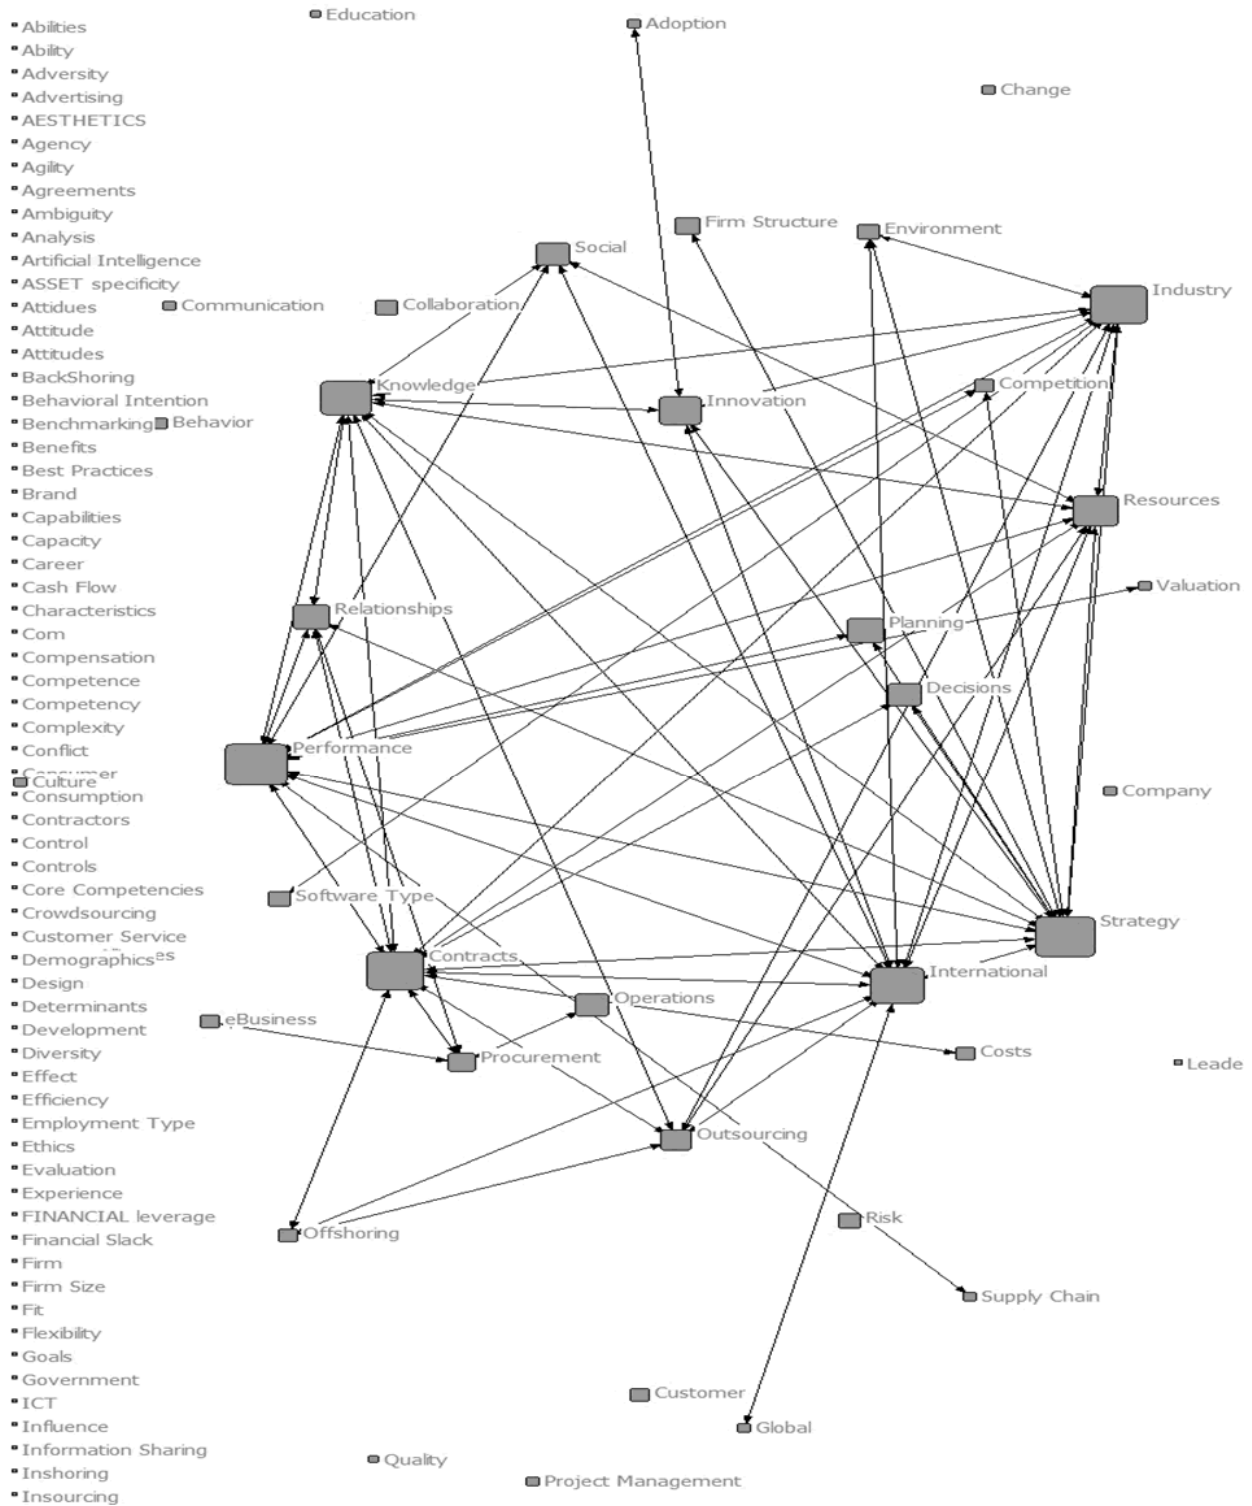 Abilities
Ability
Adversity
Advertising
AESTHETICS
Agency
Agility
Agreements
Ambiguity
Analysis
Artificial Intelligence
ASSET specificity
Attidues
Attitude
Attitudes
BackShoring
Behavioral Intention
Benchmarking
Benefits
Best Practices
Brand
Capabilities
Capacity
Career
Cash Flow
Characteristics
Com
Compensation
Competence
Competency
Complexity
Conflict
Consumer
Consumption
Contractors
Control
Controls
Core Competencies
Crowdsourcing
Customer Service
Demographics
Design
Determinants
Development
Diversity
Effect
Efficiency
Employment Type
Ethics
Evaluation
Experience
FINANCIAL leverage
Financial Slack
Firm
Firm Size
Fit
Flexibility
Goals
Government
ICT
Influence
Information Sharing
Inshoring
Insourcing
Education
Adoption
Change
Firm Structure
Environment
Social
Industry
Communication
Collaboration
Knowledge
Competition
Innovation
Behavior
Resources
Valuation
Relationships
Planning
Decisions
Performance
Culture
Company
Software Type
Strategy
Contracts
International
Operations
eBusiness
Costs
Procurement
Leade
Outsourcing
Risk
Offshoring
Supply Chain
Customer
Global
Quality
Project Management